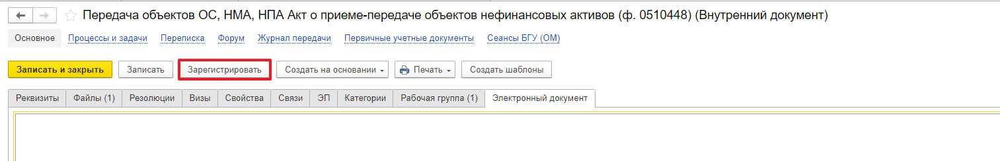 Передача объектов ОС, НМА, НПА Акт о приеме-передаче объектов нефинансовых активов (ф. 0510448) (Внутренний документ)
Основное Процессы и задачи Переписка Форум Журнал передачи Первичные учетные документы Сеансы БГУ (ОМ)
Записать и закрыть Записать Зарегистрировать Создать на основании Печать Создать шаблоны
Реквизиты Файлы (1) Резолюции Визы Свойства Связи ЭП Категории Рабочая группа (1) Электронный документ